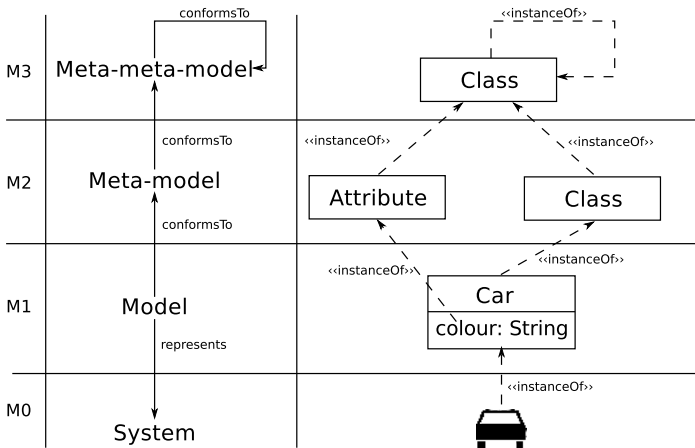 conformsTo
‹‹instanceOf››
M3
Meta-meta-model
Class
conformsTo
‹‹instanceOf››
‹‹instanceOf››
M2
Meta-model
Attribute
Class
conformsTo
‹‹instanceOf››
‹‹instanceOf››
M1
Model
Car
colour: String
represents
‹‹instanceOf››
M0
System